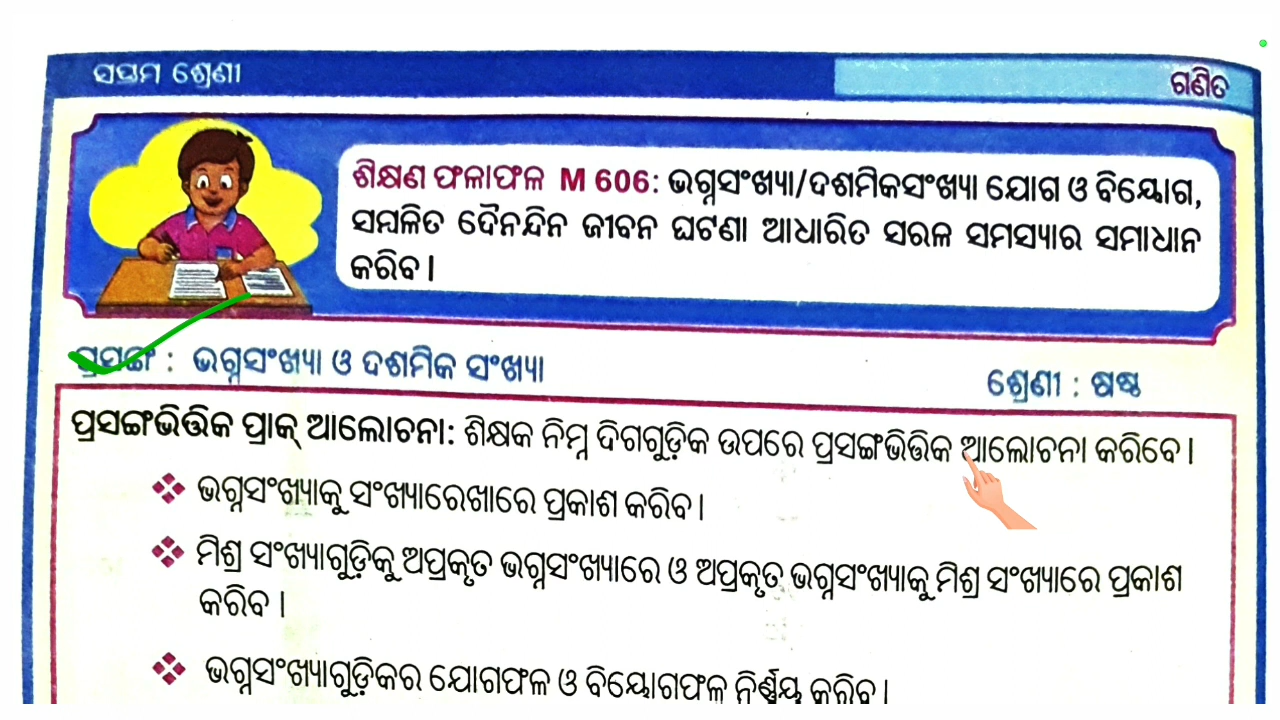 ସପ୍ତମ ଶ୍ରେଣୀ
ଗଣିତ
ଶିକ୍ଷଣ ଫଳାଫଳ M 606: ଭଗ୍ନସଂଖ୍ୟା/ଦଶମିକସଂଖ୍ୟା ଯୋଗ ଓ ବିୟୋଗ,
ସମ୍ବଳିତ ଦୈନନ୍ଦିନ ଜୀବନ ଘଟଣା ଆଧାରିତ ସରଳ ସମସ୍ୟାର ସମାଧାନ
କରିବ।
ପ୍ରସଙ୍ଗ : ଭଗ୍ନସଂଖ୍ୟା ଓ ଦଶମିକ ସଂଖ୍ୟା
ଶ୍ରେଣୀ : ଷଷ୍ଠ
ପ୍ରସଙ୍ଗଭିତ୍ତିକ ପ୍ରାକ୍ ଆଲୋଚନା: ଶିକ୍ଷକ ନିମ୍ନ ଦିଗଗୁଡ଼ିକ ଉପରେ ପ୍ରସଙ୍ଗଭିତ୍ତିକ ଆଲୋଚନା କରିବେ।
❖ ଭଗ୍ନସଂଖ୍ୟାକୁ ସଂଖ୍ୟାରେଖାରେ ପ୍ରକାଶ କରିବ।
❖ ମିଶ୍ର ସଂଖ୍ୟାଗୁଡ଼ିକୁ ଅପ୍ରକୃତ ଭଗ୍ନସଂଖ୍ୟାରେ ଓ ଅପ୍ରକୃତ ଭଗ୍ନସଂଖ୍ୟାକୁ ମିଶ୍ର ସଂଖ୍ୟାରେ ପ୍ରକାଶ
କରିବ।
❖ ଭଗ୍ନସଂଖ୍ୟାଗୁଡ଼ିକର ଯୋଗଫଳ ଓ ବିୟୋଗଫଳ ନିର୍ଣ୍ଣୟ କରିବ।